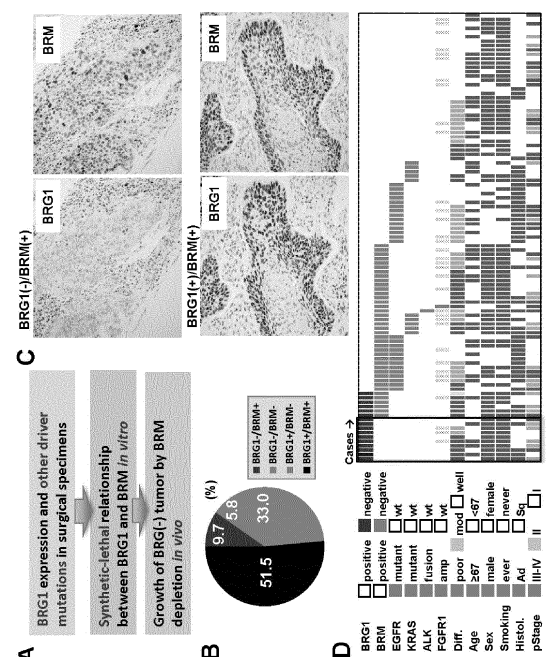 A
BRG1 expression and other driver
mutations in surgical specimens
Synthetic-lethal relationship
between BRG1 and BRM in vitro
Growth of BRG(-) tumor by BRM
depletion in vivo
B
(%)
9.7
5.8
33.0
51.5
BRG1-/BRM+
BRG1-/BRM-
BRG1+/BRM-
BRG1+/BRM+
C
BRG1(-)/BRM(+)
BRG1
BRM
BRG1(+)/BRM(+)
BRG1
BRM
D
Cases →
BRG1 positive negative
BRM positive negative
EGFR mutant wt
KRAS mutant wt
ALK fusion wt
FGFR1 amp wt
Diff. poor mod well
Age ≥67 <67
Sex male female
Smoking ever never
Histol. Ad Sq
pStage III-IV II I